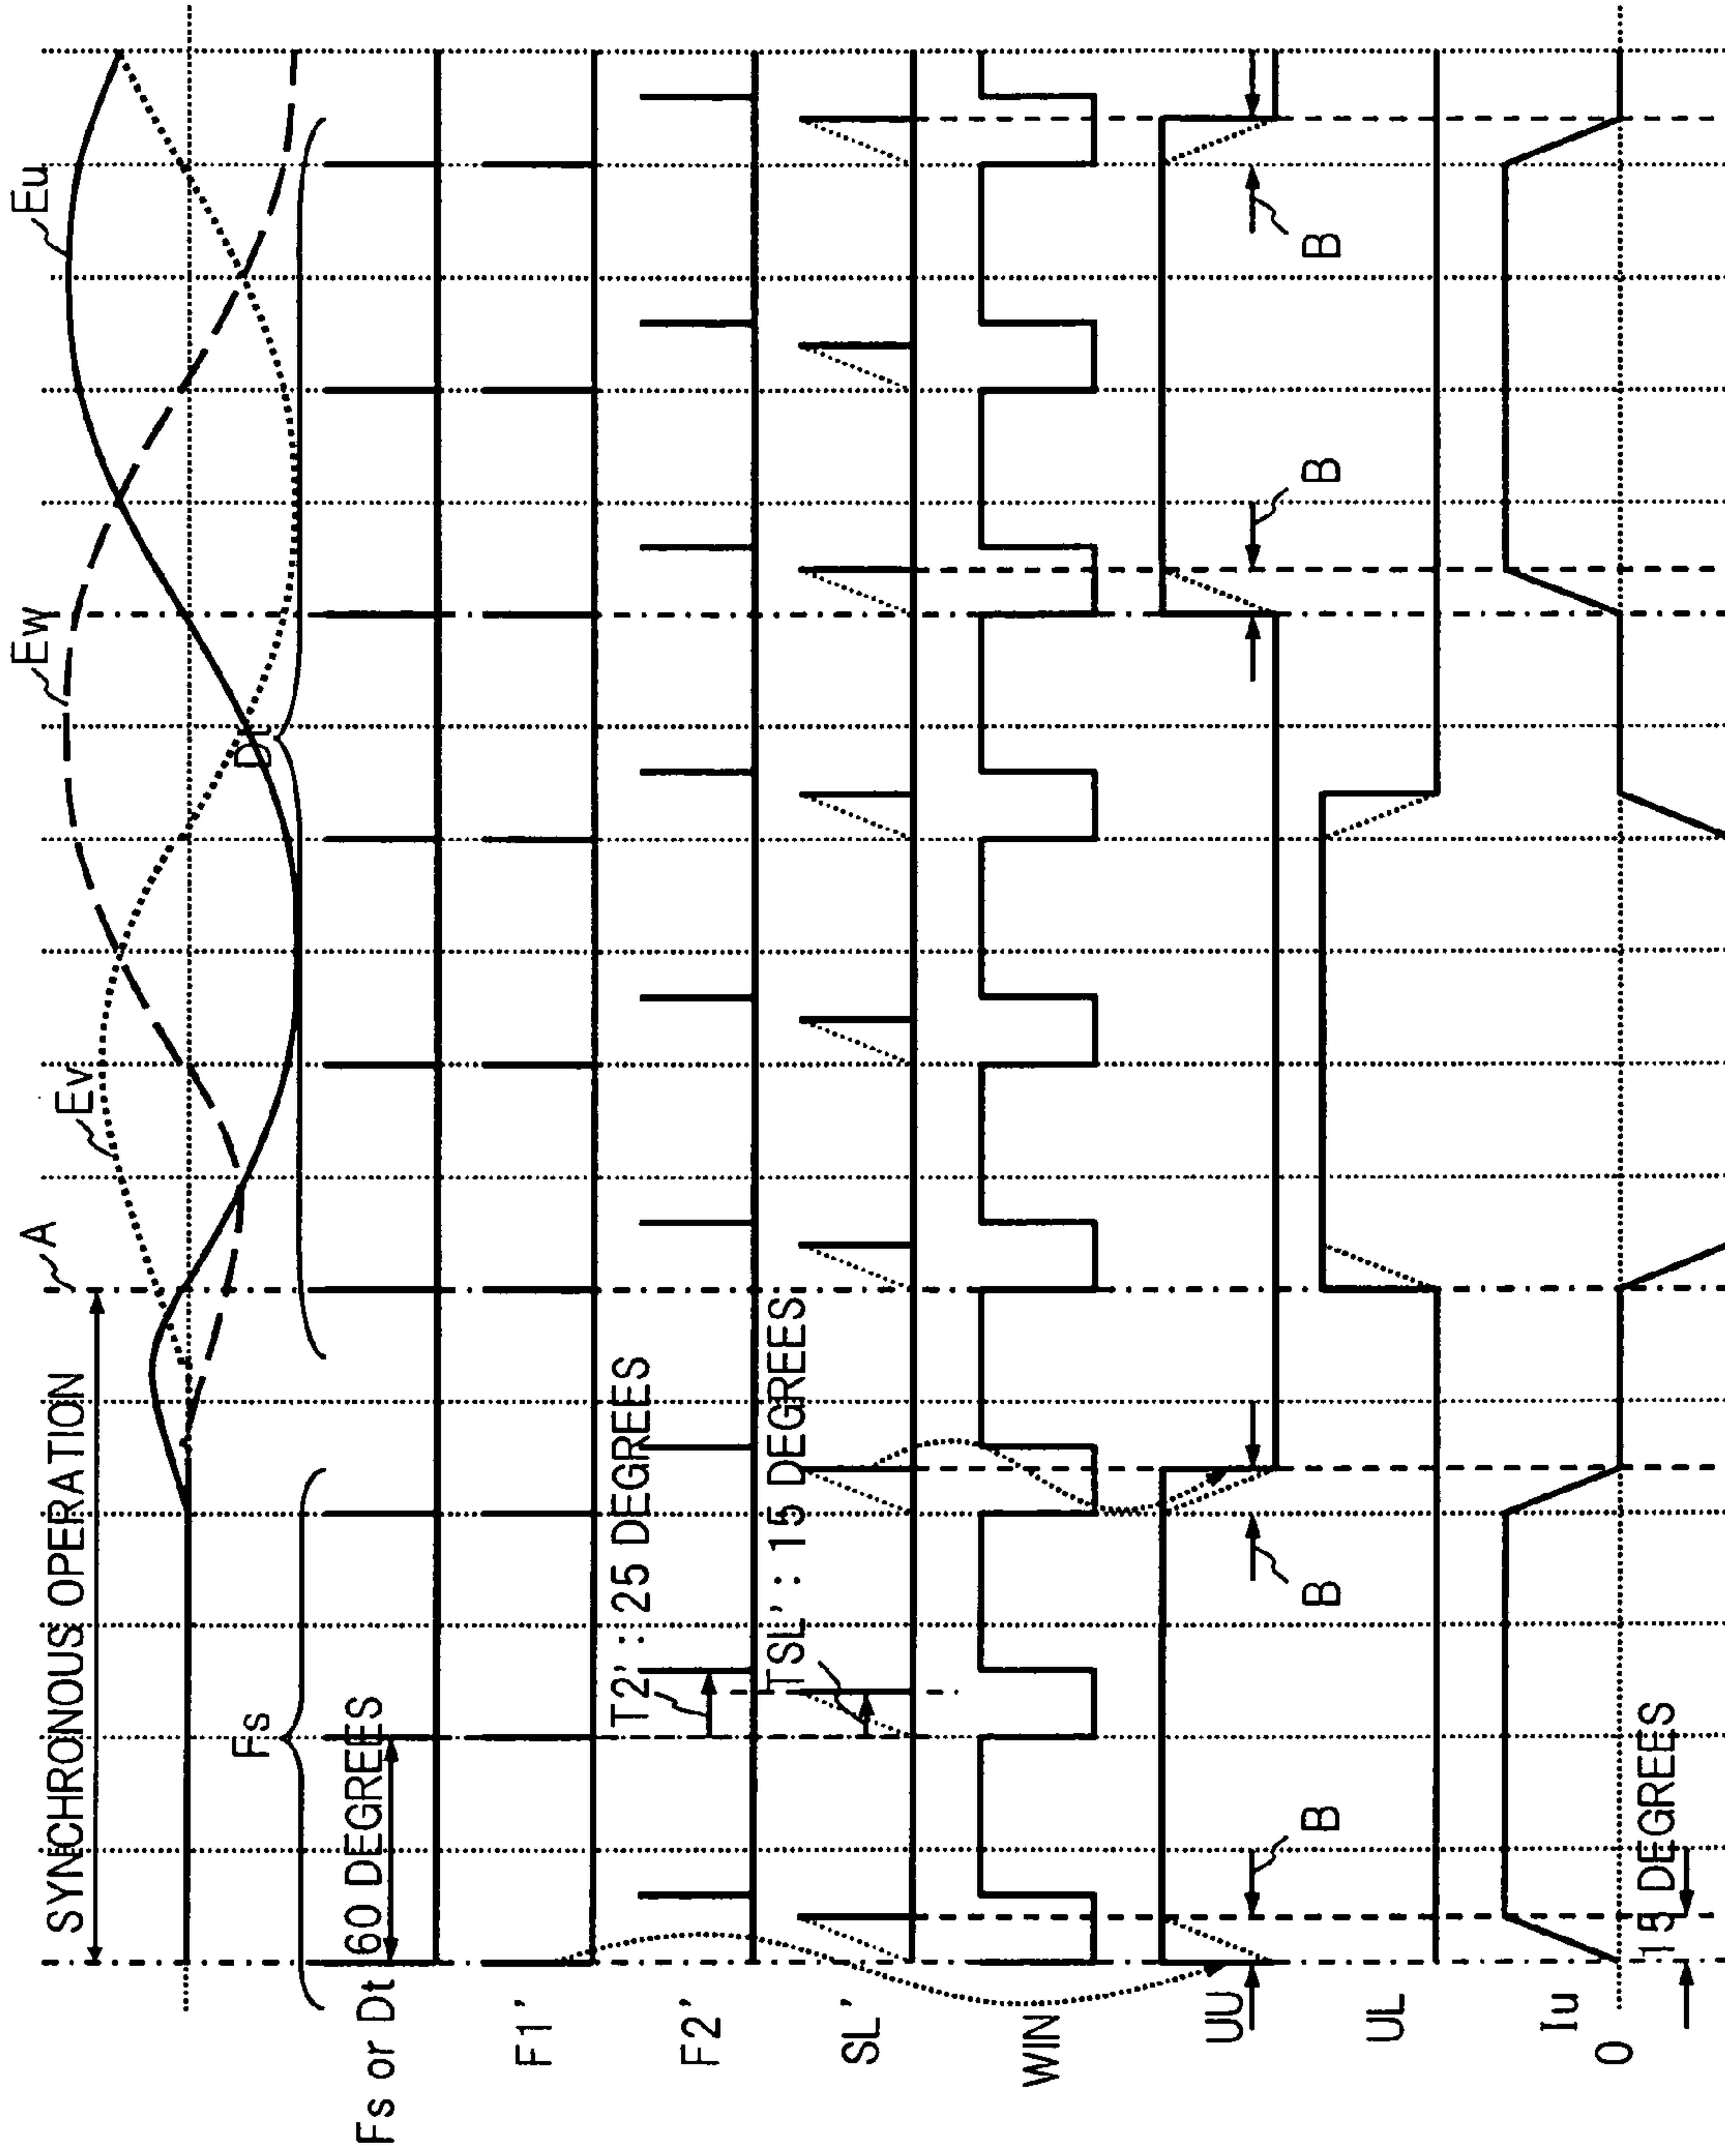 SYNCHRONOUS OPERATION
A
Ev
Ew
Eu
Fs
Dt
Fs or Dt
60 DEGREES
F1'
F2'
T2' : 25 DEGREES
SL'
TSL' : 15 DEGREES
WIN
UU
B
B
B
B
UL
Iu
0
15 DEGREES